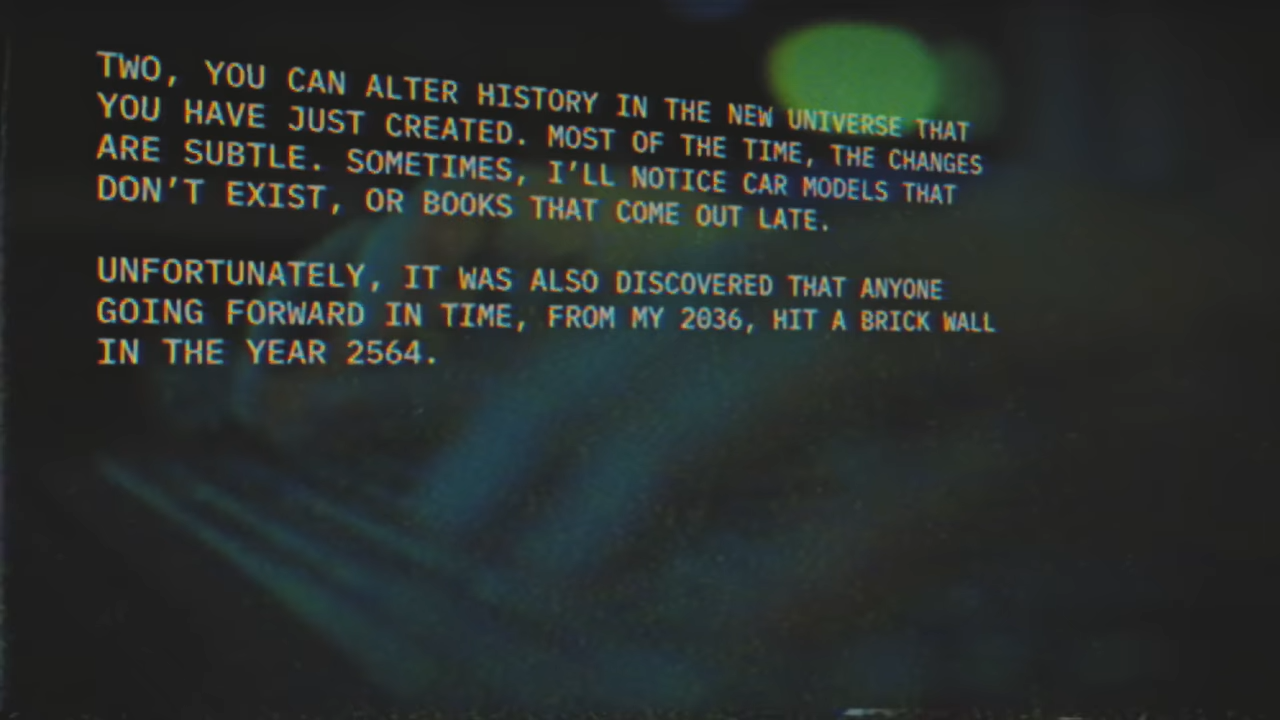 TWO, YOU CAN ALTER HISTORY IN THE NEW UNIVERSE THAT
YOU HAVE JUST CREATED. MOST OF THE TIME, THE CHANGES
ARE SUBTLE. SOMETIMES, I’LL NOTICE CAR MODELS THAT
DON’T EXIST, OR BOOKS THAT COME OUT LATE.
UNFORTUNATELY, IT WAS ALSO DISCOVERED THAT ANYONE
GOING FORWARD IN TIME, FROM MY 2036, HIT A BRICK WALL
IN THE YEAR 2564.